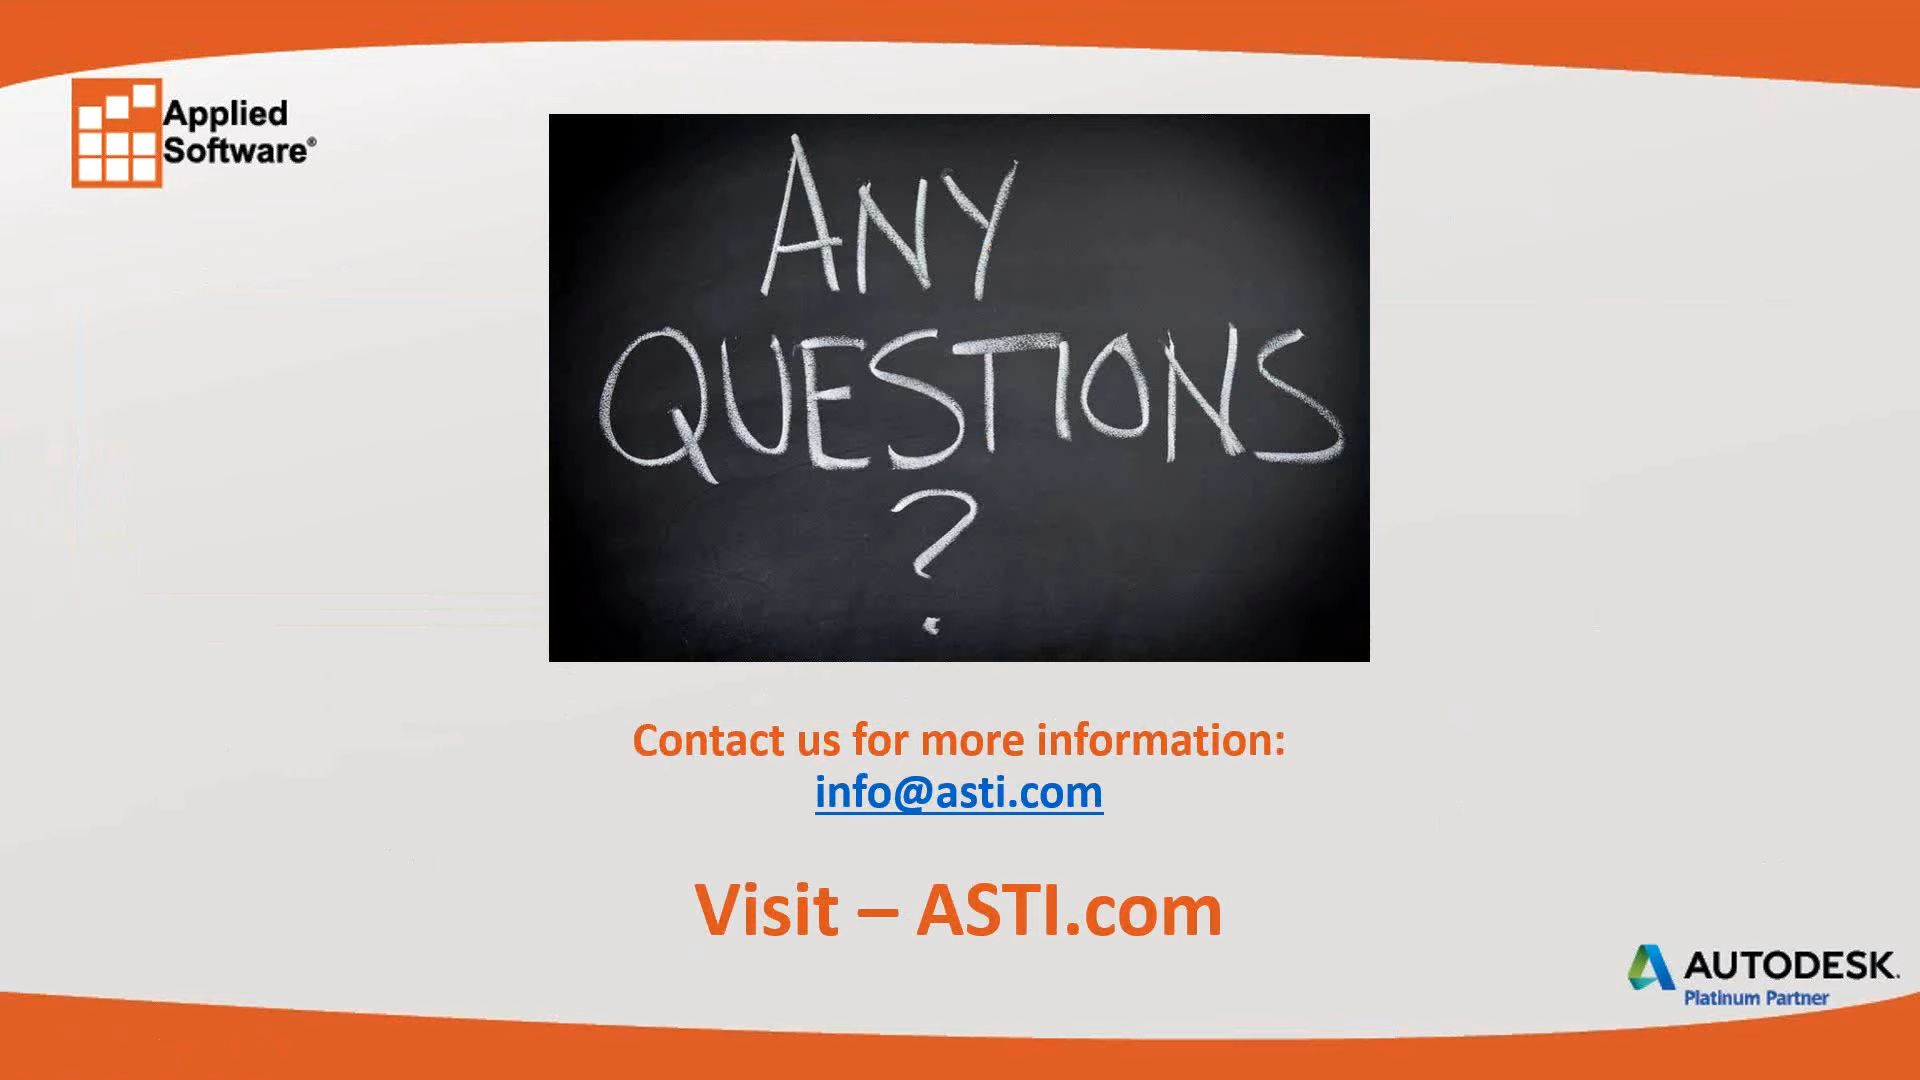 Applied
Software®
ANY
QUESTIONS
?
Contact us for more information:
info@asti.com
Visit – ASTI.com
AUTODESK.
Platinum Partner